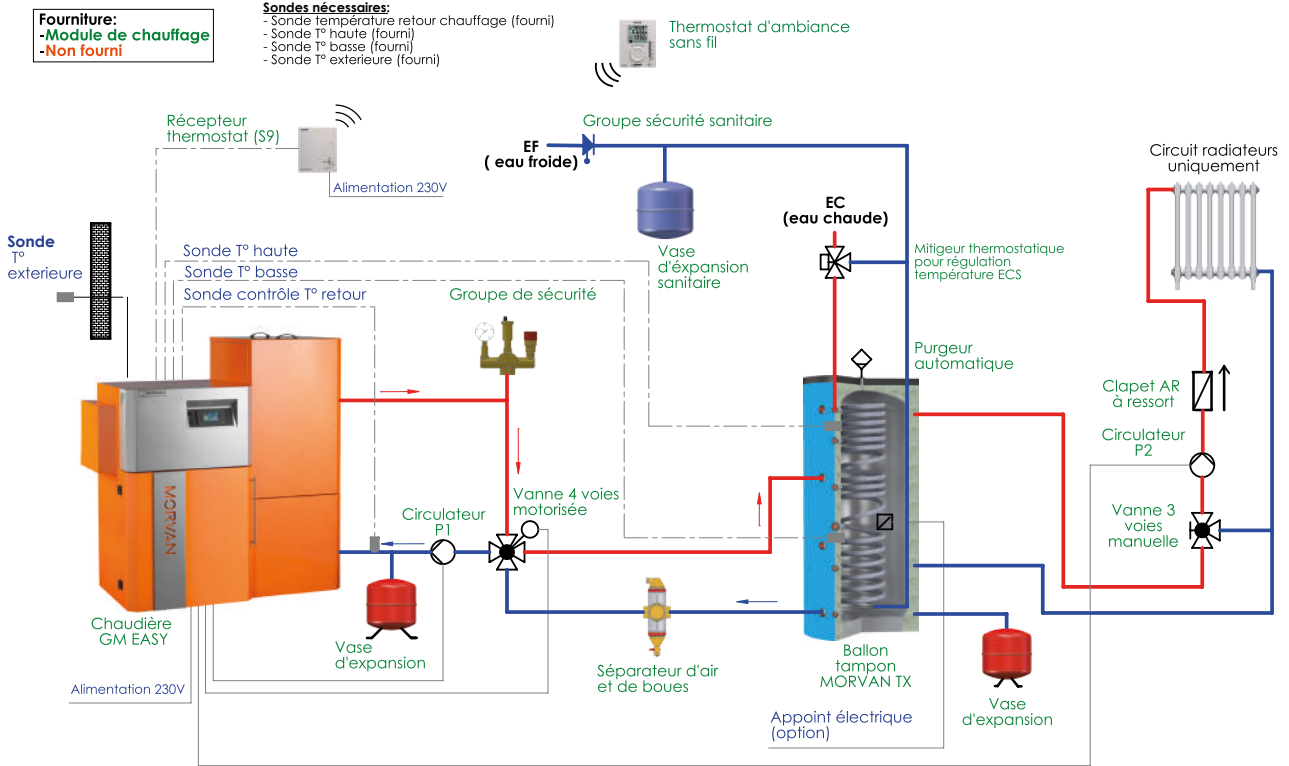 Fourniture:
-Module de chauffage
-Non fourni
Sondes nécessaires:
- Sonde température retour chauffage (fourni)
- Sonde T° haute (fourni)
- Sonde T° basse (fourni)
- Sonde T° exterieure (fourni)
Thermostat d'ambiance
sans fil
Récepteur
thermostat (S9)
Alimentation 230V
Groupe sécurité sanitaire
EF
( eau froide)
Vase
d'éxpansion
sanitaire
EC
(eau chaude)
Mitigeur thermostatique
pour régulation
température ECS
Circuit radiateurs
uniquement
Sonde
T°
exterieure
Sonde T° haute
Sonde T° basse
Sonde contrôle T° retour
Groupe de sécurité
Purgeur
automatique
Clapet AR
à ressort
Circulateur
P2
Vanne 3
voies
manuelle
Vanne 4 voies
motorisée
Circulateur
P1
MORVAN
Chaudière
GM EASY
Vase
d'expansion
Séparateur d'air
et de boues
Ballon
tampon
MORVAN TX
Vase
d'expansion
Alimentation 230V
Appoint électrique
(option)